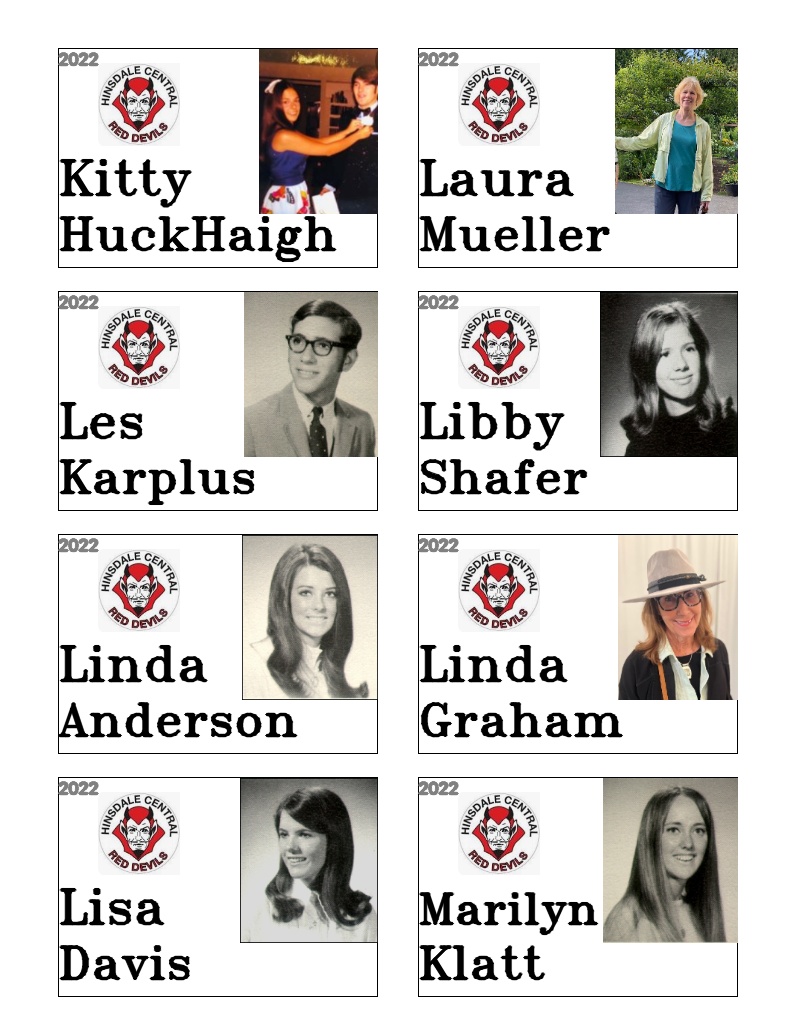 2022
HINSDALE CENTRAL
RED DEVILS
Kitty
HuckHaigh
2022
HINSDALE CENTRAL
RED DEVILS
Laura
Mueller
2022
HINSDALE CENTRAL
RED DEVILS
Les
Karplus
2022
HINSDALE CENTRAL
RED DEVILS
Libby
Shafer
2022
HINSDALE CENTRAL
RED DEVILS
Linda
Anderson
2022
HINSDALE CENTRAL
RED DEVILS
Linda
Graham
2022
HINSDALE CENTRAL
RED DEVILS
Lisa
Davis
2022
HINSDALE CENTRAL
RED DEVILS
Marilyn
Klatt